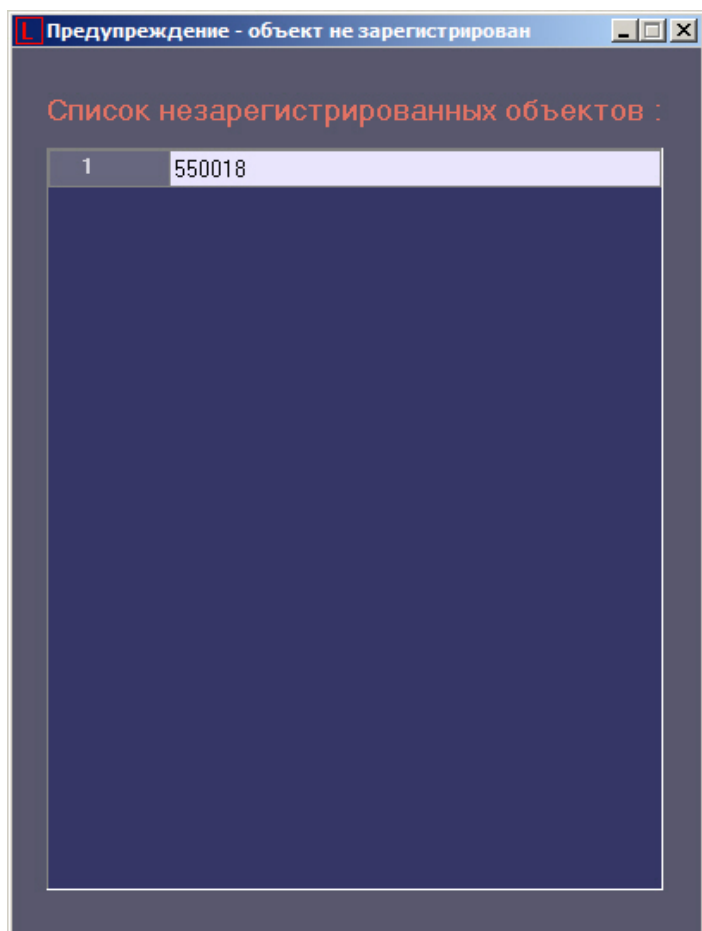 L Предупреждение - объект не зарегистрирован
Список незарегистрированных объектов :
1 550018